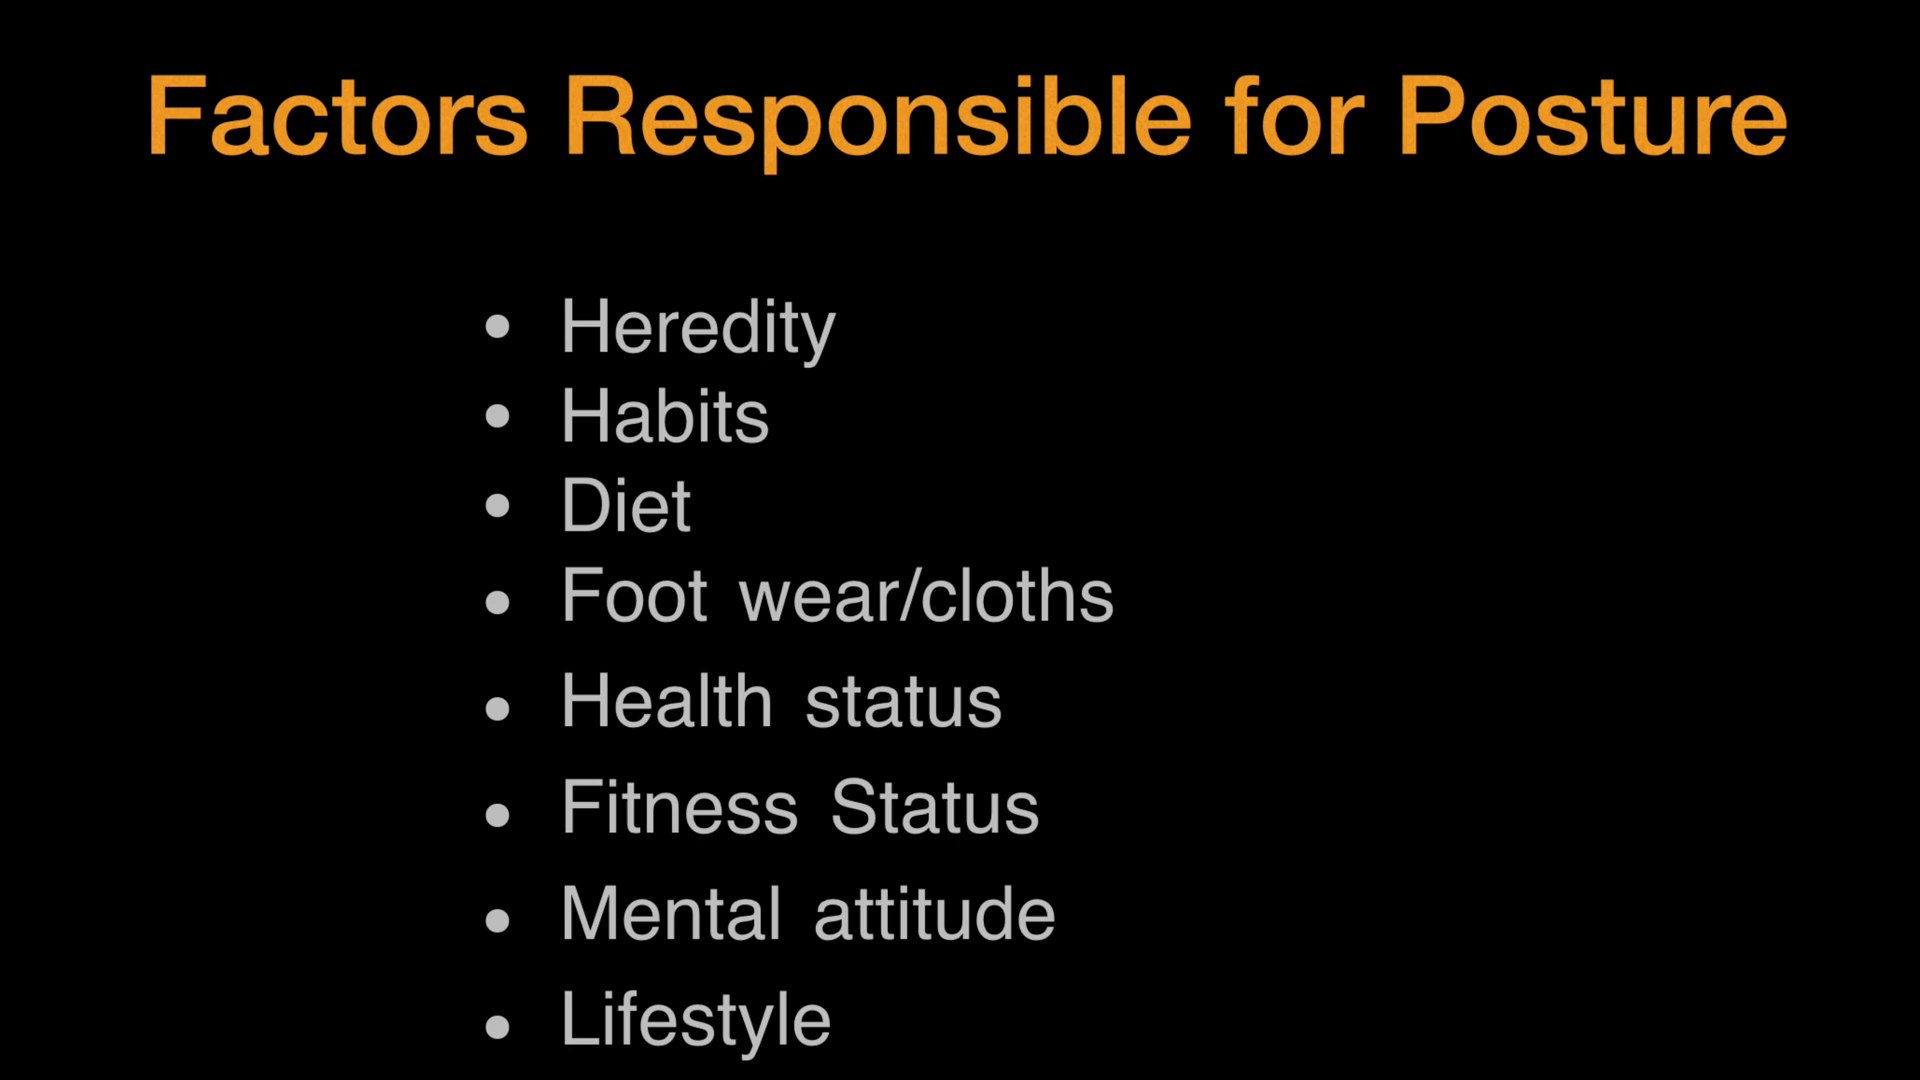 Factors Responsible for Posture
• Heredity
• Habits
• Diet
• Foot wear/cloths
• Health status
• Fitness Status
• Mental attitude
• Lifestyle